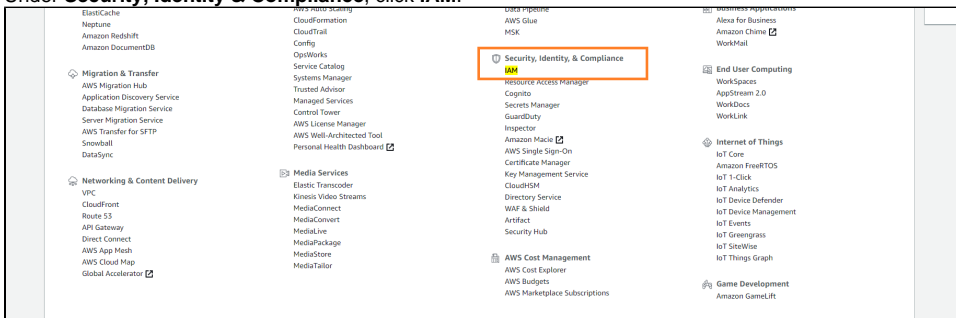 Under Security, Identity & Compliance, click IAM.
ElastiCache
Neptune
Amazon Redshift
Amazon DocumentDB
Migration & Transfer
AWS Migration Hub
Application Discovery Service
Database Migration Service
Server Migration Service
AWS Transfer for SFTP
Snowball
DataSync
Networking & Content Delivery
VPC
CloudFront
Route 53
API Gateway
Direct Connect
AWS App Mesh
AWS Cloud Map
Global Accelerator
AWS Auto Scaling
CloudFormation
CloudTrail
Config
OpsWorks
Service Catalog
Systems Manager
Trusted Advisor
Managed Services
Control Tower
AWS License Manager
AWS Well-Architected Tool
Personal Health Dashboard
Media Services
Elastic Transcoder
Kinesis Video Streams
MediaConnect
MediaConvert
MediaLive
MediaPackage
MediaStore
MediaTailor
Data Pipeline
AWS Glue
MSK
Security, Identity, & Compliance
IAM
Resource Access Manager
Cognito
Secrets Manager
GuardDuty
Inspector
Amazon Macie
AWS Single Sign-On
Certificate Manager
Key Management Service
CloudHSM
Directory Service
WAF & Shield
Artifact
Security Hub
AWS Cost Management
AWS Cost Explorer
AWS Budgets
AWS Marketplace Subscriptions
Business Applications
Alexa for Business
Amazon Chime
WorkMail
End User Computing
WorkSpaces
AppStream 2.0
WorkDocs
WorkLink
Internet of Things
IoT Core
Amazon FreeRTOS
IoT 1-Click
IoT Analytics
IoT Device Defender
IoT Device Management
IoT Events
IoT Greengrass
IoT SiteWise
IoT Things Graph
Game Development
Amazon GameLift